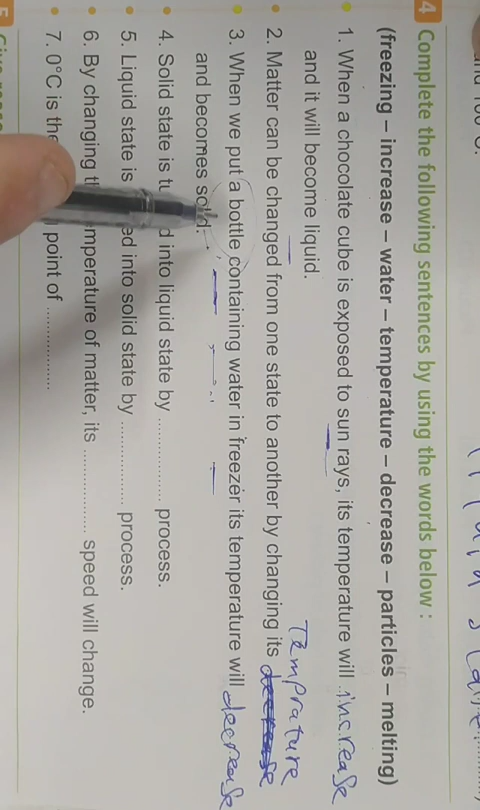 4 Complete the following sentences by using the words below :
(freezing – increase – water – temperature – decrease – particles – melting)
1. When a chocolate cube is exposed to sun rays, its temperature will increase
and it will become liquid.
Temprature
2. Matter can be changed from one state to another by changing its decrease
3. When we put a bottle containing water in freezer its temperature will decrease
and becomes solid.
4. Solid state is into liquid state by .............. process.
5. Liquid state is into solid state by .............. process.
6. By changing of matter, its .............. speed will change.
7. 0°C is the point of ..............
5